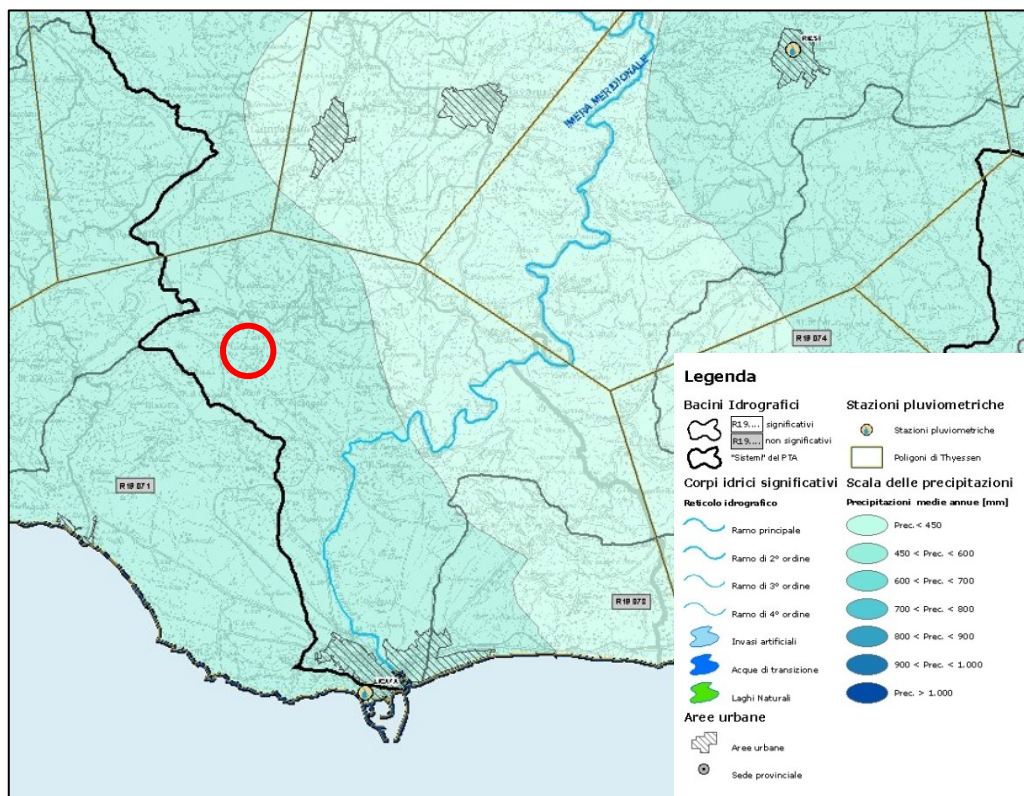 RIESI
IMERA MERIDIONALE
R 19 074
R 19 071
R 19 070
LICATA
Legenda
Bacini Idrografici
R19.... significativi
R19.... non significativi
"Sistemi" del PTA
Corpi idrici significativi
Reticolo idrografico
Ramo principale
Ramo di 2° ordine
Ramo di 3° ordine
Ramo di 4° ordine
Invasi artificiali
Acque di transizione
Laghi Naturali
Aree urbane
Aree urbane
Sede provinciale
Stazioni pluviometriche
Stazioni pluviometriche
Poligoni di Thyessen
Scala delle precipitazioni
Precipitazioni medie annue [mm]
Prec. < 450
450 < Prec. < 600
600 < Prec. < 700
700 < Prec. < 800
800 < Prec. < 900
900 < Prec. < 1.000
Prec. > 1.000